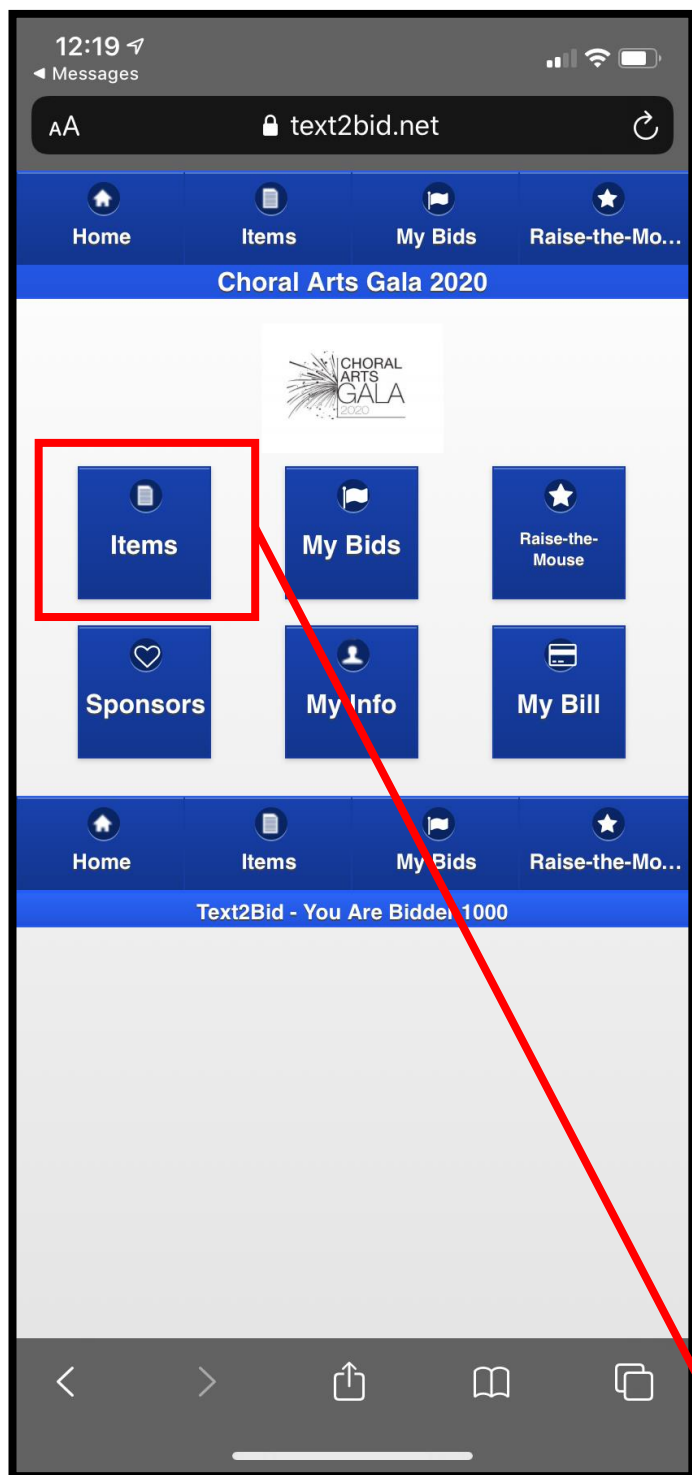 12:19
◀ Messages
AA text2bid.net
Home Items My Bids Raise-the-Mo...
Choral Arts Gala 2020
CHORAL
ARTS
GALA
2020
Items My Bids Raise-the-
Mouse
Sponsors My Info My Bill
Home Items My Bids Raise-the-Mo...
Text2Bid - You Are Bidder 1000